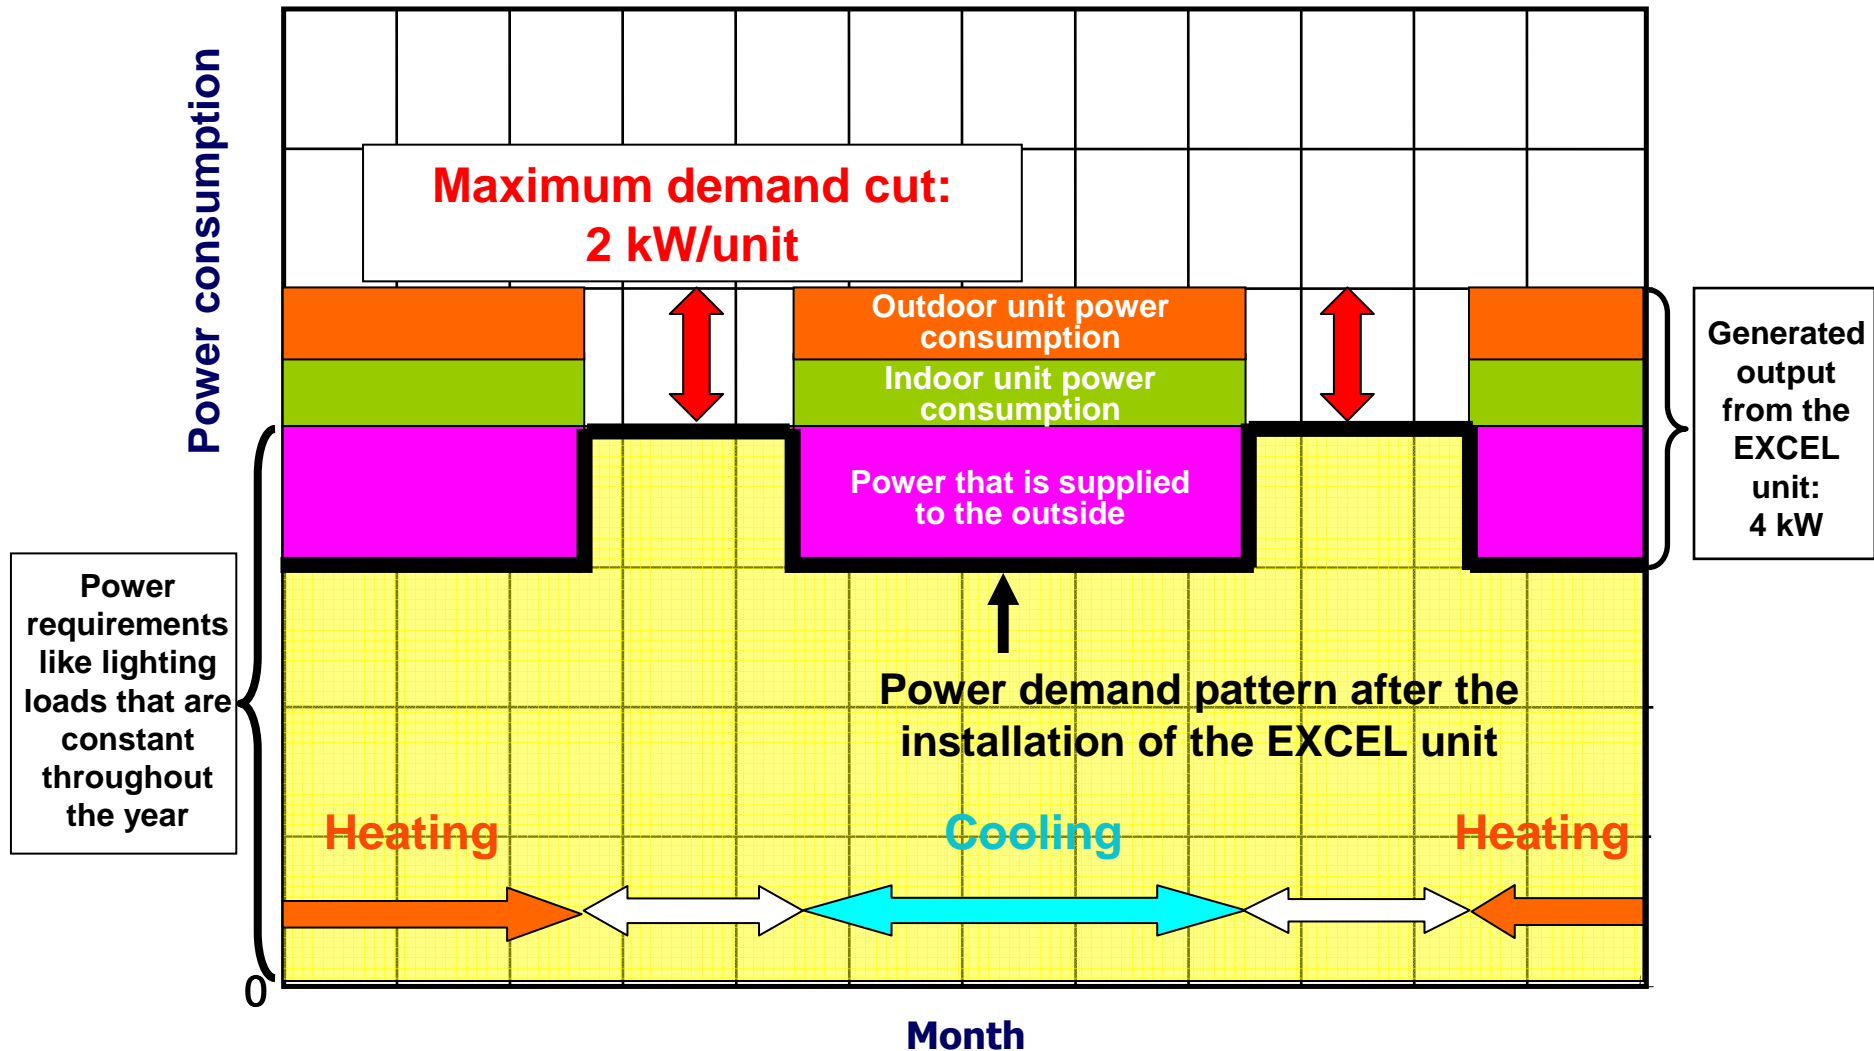 Power consumption
Maximum demand cut:
2 kW/unit
Outdoor unit power
consumption
Indoor unit power
consumption
Power that is supplied
to the outside
Generated
output
from the
EXCEL
unit:
4 kW
Power
requirements
like lighting
loads that are
constant
throughout
the year
Power demand pattern after the
installation of the EXCEL unit
Heating
Cooling
Heating
0
Month